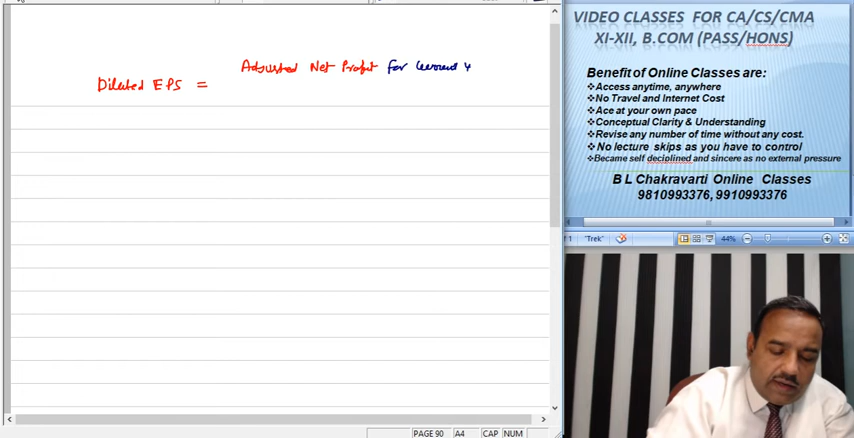 Adjusted Net Profit for Current Y
Diluted EPS =
VIDEO CLASSES FOR CA/CS/CMA
XI-XII, B.COM (PASS/HONS)
Benefit of Online Classes are:
❖Access anytime, anywhere
❖No Travel and Internet Cost
❖Ace at your own pace
❖Conceptual Clarity & Understanding
❖Revise any number of time without any cost.
❖No lecture skips as you have to control
❖Became self deciplined and sincere as no external pressure
B L Chakravarti Online Classes
9810993376, 9910993376
f 1 "Trek" 44%
PAGE 90 A4 CAP NUM